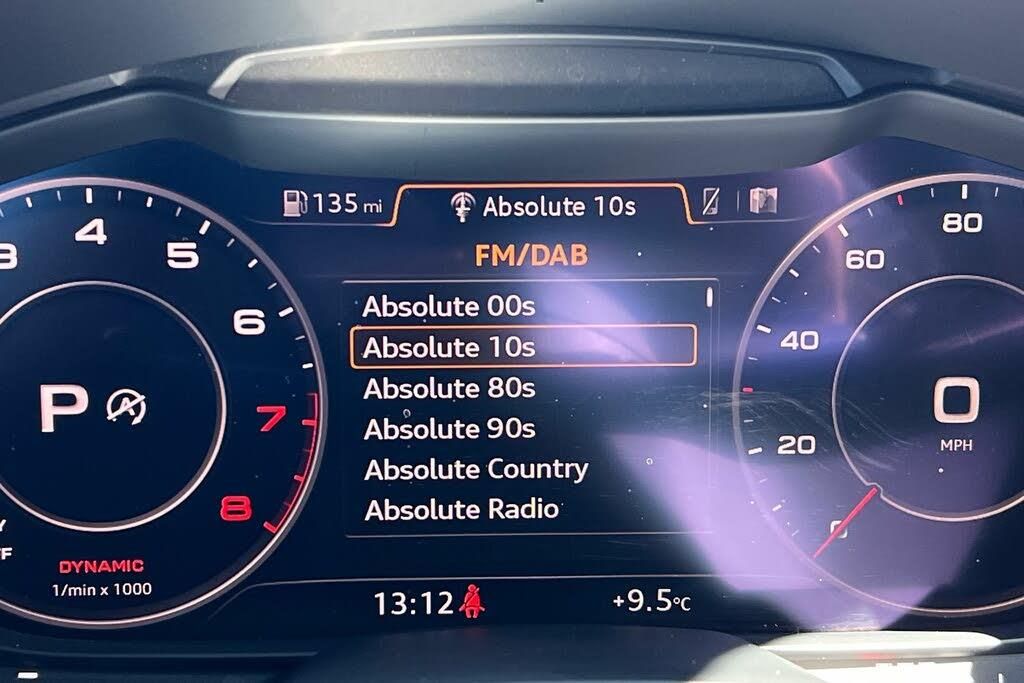 135 mi
Absolute 10s
FM/DAB
Absolute 00s
Absolute 10s
Absolute 80s
Absolute 90s
Absolute Country
Absolute Radio
3
4
5
6
7
8
P
A
DYNAMIC
1/min x 1000
80
60
40
20
0
0
MPH
13:12
+9.5°C